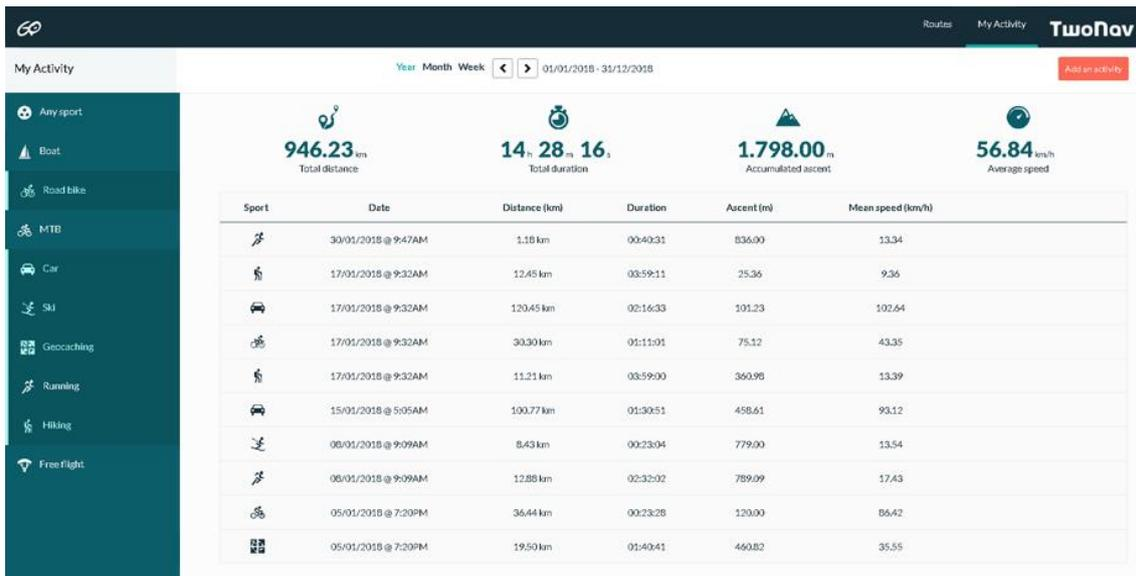 GO
Routes My Activity TwoNav
My Activity
Year Month Week 01/01/2018 - 31/12/2018
Add an activity
Any sport
Boat
Road bike
MTB
Car
Ski
Geocaching
Running
Hiking
Free flight
946.23 km 14 h 28 m 16 s 1.798.00 m 56.84 km/h
Total distance Total duration Accumulated ascent Average speed
Sport Date Distance (km) Duration Ascent (m) Mean speed (km/h)
30/01/2018 @ 9:47AM 1.18 km 00:40:31 836.00 13.34
17/01/2018 @ 9:32AM 12.45 km 03:59:11 25.36 9.36
17/01/2018 @ 9:32AM 120.45 km 02:16:33 101.23 102.64
17/01/2018 @ 9:32AM 30.30 km 01:11:01 75.12 43.35
17/01/2018 @ 9:32AM 11.21 km 03:59:00 360.98 13.39
15/01/2018 @ 5:05AM 100.77 km 01:30:51 458.61 93.12
08/01/2018 @ 9:09AM 8.43 km 00:23:04 779.00 13.54
08/01/2018 @ 9:09AM 12.88 km 02:32:02 789.09 17.43
05/01/2018 @ 7:20PM 36.44 km 00:23:28 120.00 86.42
05/01/2018 @ 7:20PM 19.50 km 01:40:41 460.82 35.55